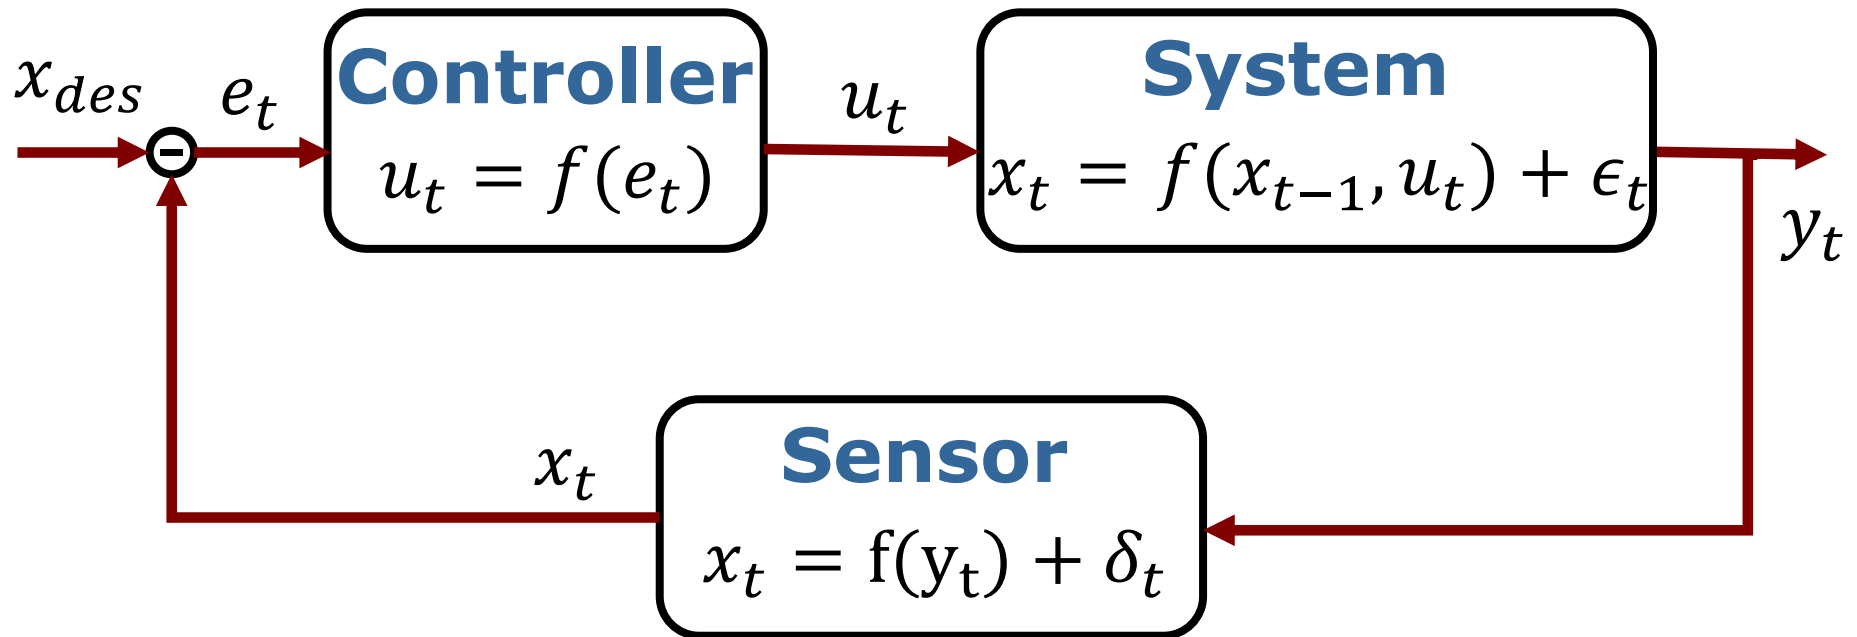 x_des
e_t
Controller
u_t = f(e_t)
u_t
System
x_t = f(x_{t−1}, u_t) + ϵ_t
y_t
x_t
Sensor
x_t = f(y_t) + δ_t